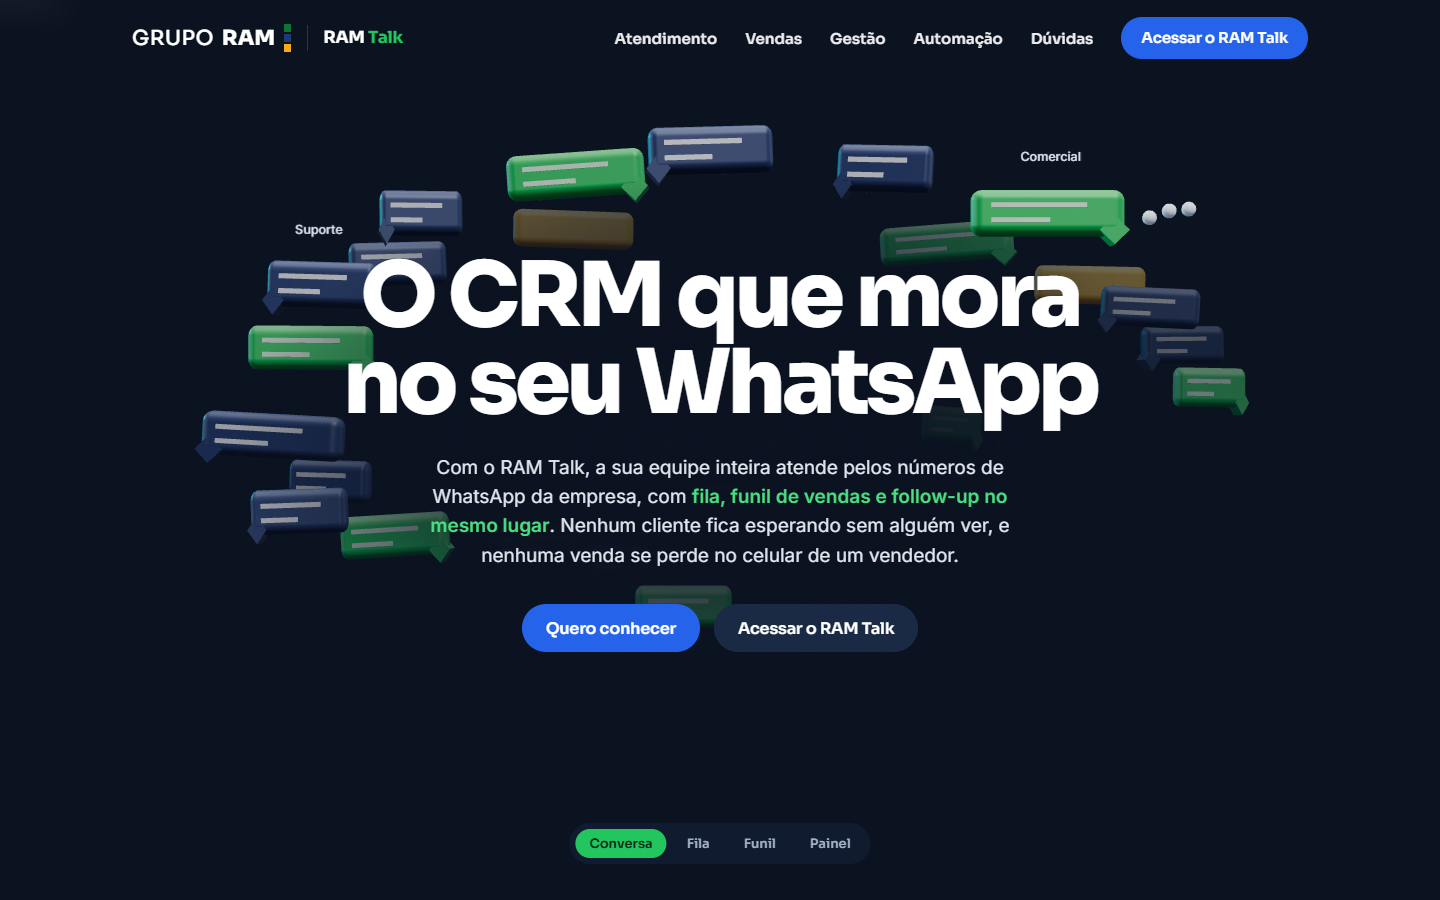 GRUPO RAM RAM Talk Atendimento Vendas Gestão Automação Dúvidas Acessar o RAM Talk
Comercial
Suporte
O CRM que mora
no seu WhatsApp
Com o RAM Talk, a sua equipe inteira atende pelos números de
WhatsApp da empresa, com fila, funil de vendas e follow-up no
mesmo lugar. Nenhum cliente fica esperando sem alguém ver, e
nenhuma venda se perde no celular de um vendedor.
Quero conhecer Acessar o RAM Talk
Conversa Fila Funil Painel